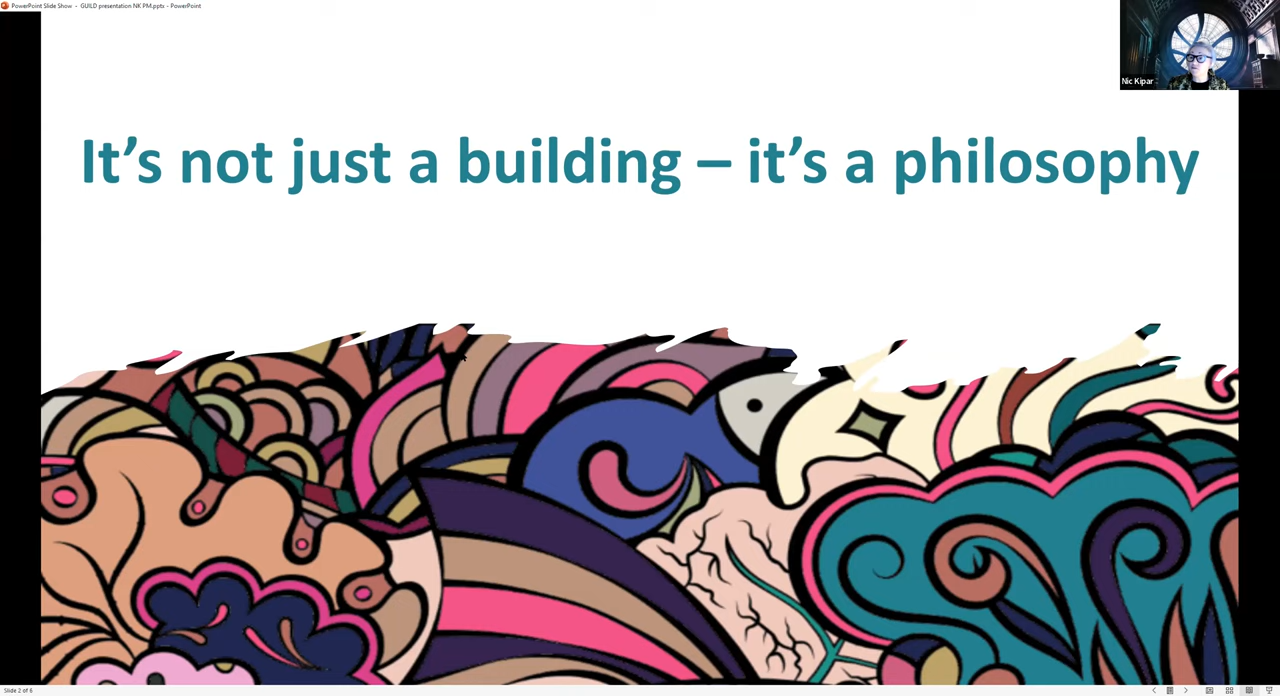 PowerPoint Slide Show - GUILD presentation NK PM.pptx - PowerPoint
Nic Kipar
It’s not just a building – it’s a philosophy
Slide 2 of 6